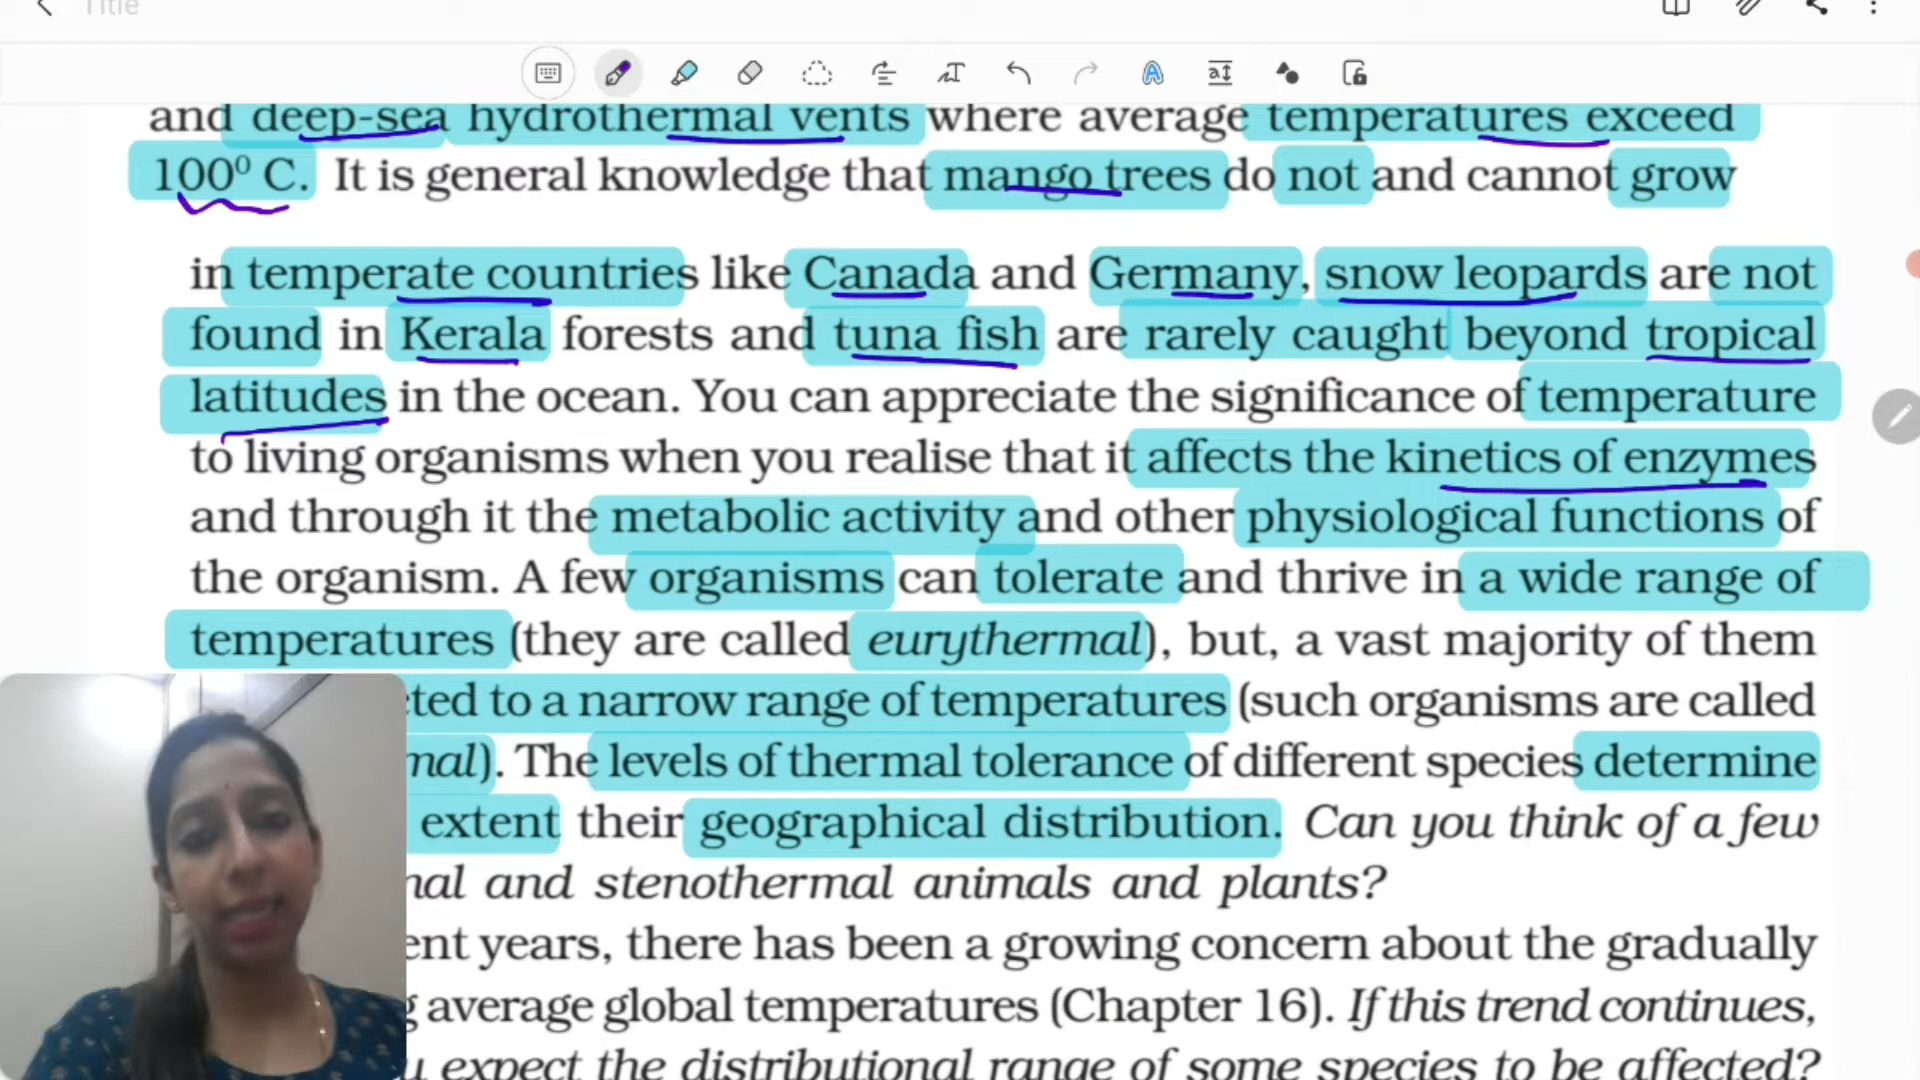 Title
and deep-sea hydrothermal vents where average temperatures exceed
100⁰ C. It is general knowledge that mango trees do not and cannot grow
in temperate countries like Canada and Germany, snow leopards are not
found in Kerala forests and tuna fish are rarely caught beyond tropical
latitudes in the ocean. You can appreciate the significance of temperature
to living organisms when you realise that it affects the kinetics of enzymes
and through it the metabolic activity and other physiological functions of
the organism. A few organisms can tolerate and thrive in a wide range of
temperatures (they are called eurythermal), but, a vast majority of them
cted to a narrow range of temperatures (such organisms are called
mal). The levels of thermal tolerance of different species determine
extent their geographical distribution. Can you think of a few
nal and stenothermal animals and plants?
ent years, there has been a growing concern about the gradually
g average global temperatures (Chapter 16). If this trend continues,
u expect the distributional range of some species to be affected?